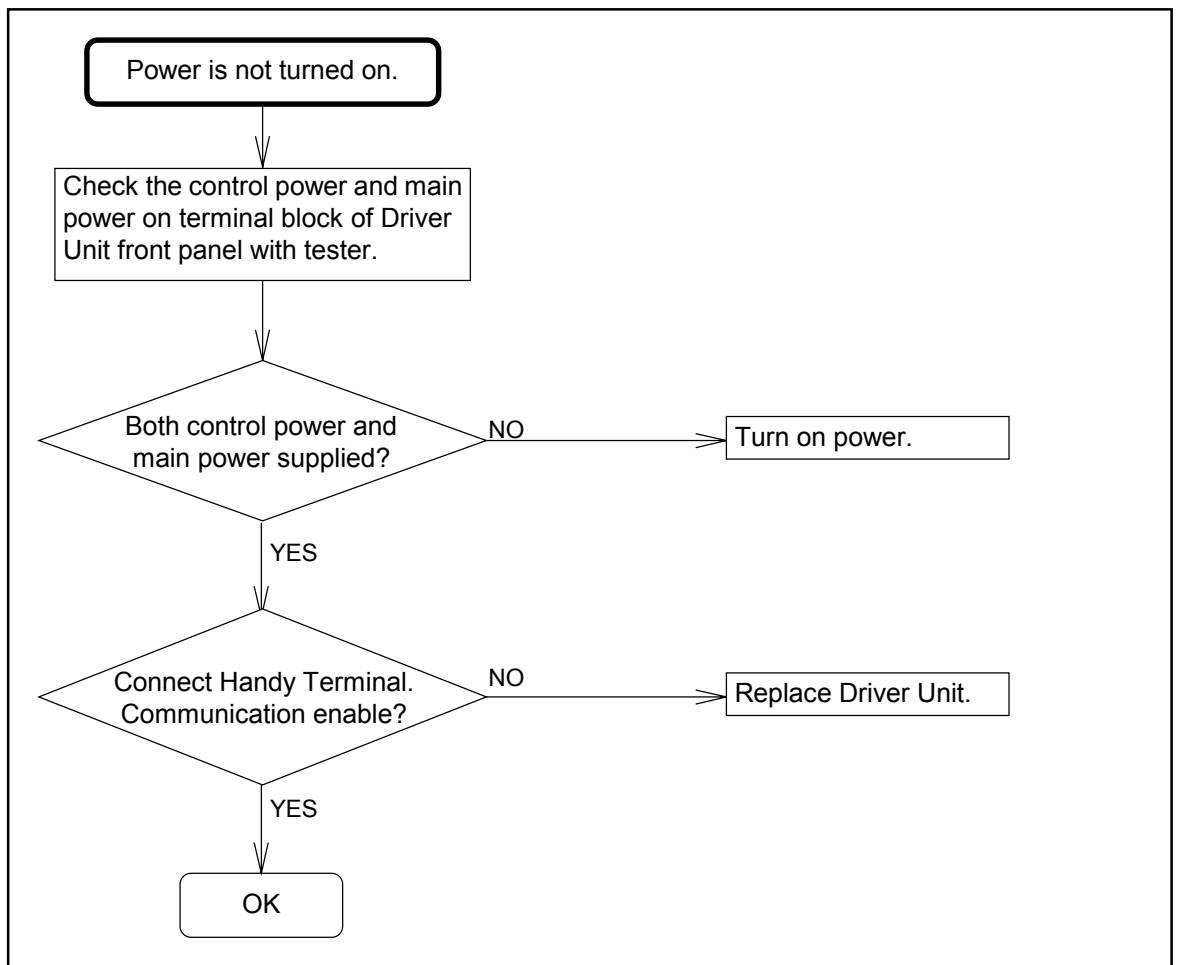 Power is not turned on.
Check the control power and main
power on terminal block of Driver
Unit front panel with tester.
Both control power and
main power supplied?
NO
Turn on power.
YES
Connect Handy Terminal.
Communication enable?
NO
Replace Driver Unit.
YES
OK